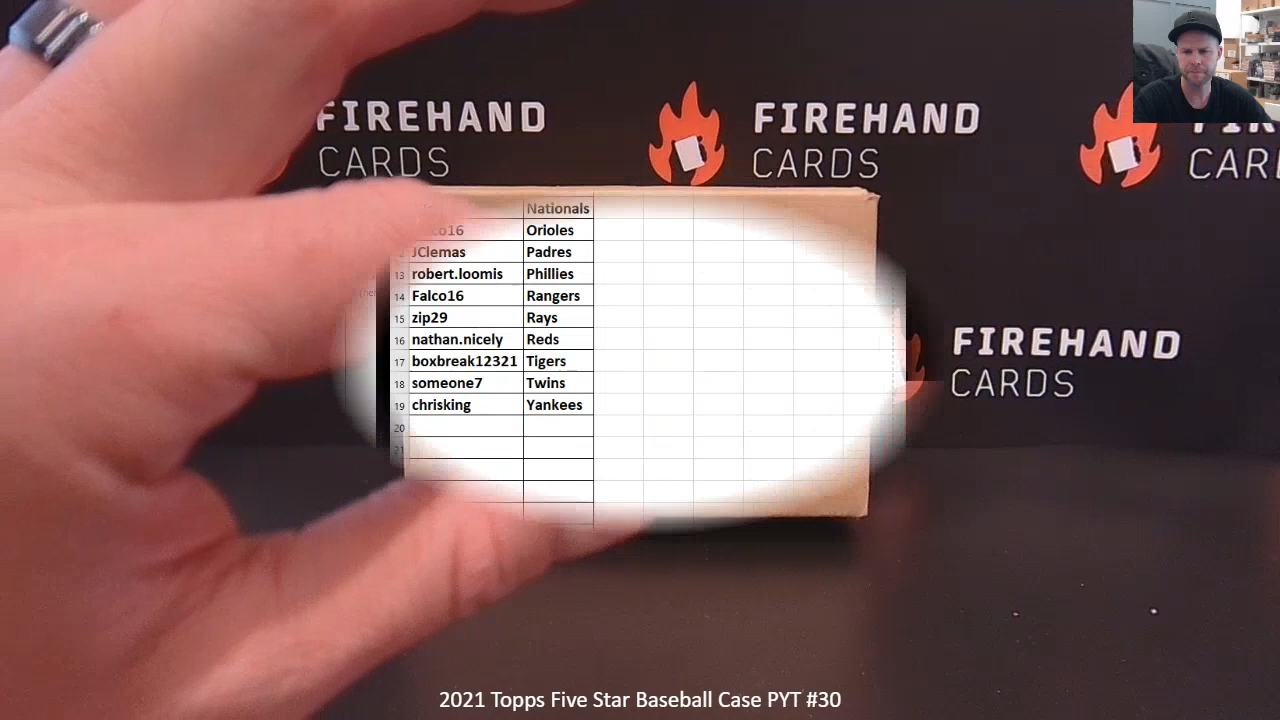 FIREHAND
CARDS
FIREHAND
CARDS
Nationals
Orioles
JClemas Padres
13 robert.loomis Phillies
14 Falco16 Rangers
15 zip29 Rays
16 nathan.nicely Reds
17 boxbreak12321 Tigers
18 someone7 Twins
19 chrisking Yankees
20
21
FIREHAND
CARDS
2021 Topps Five Star Baseball Case PYT #30